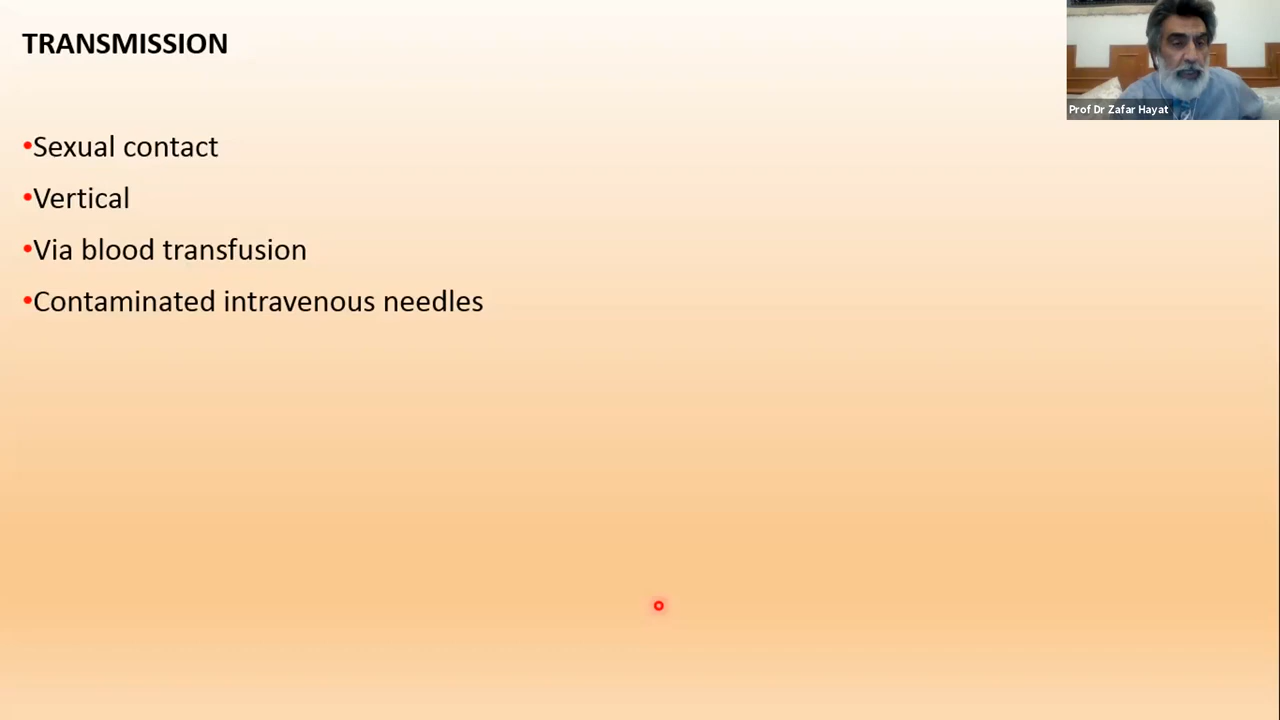 TRANSMISSION
Prof Dr Zafar Hayat
•Sexual contact
•Vertical
•Via blood transfusion
•Contaminated intravenous needles